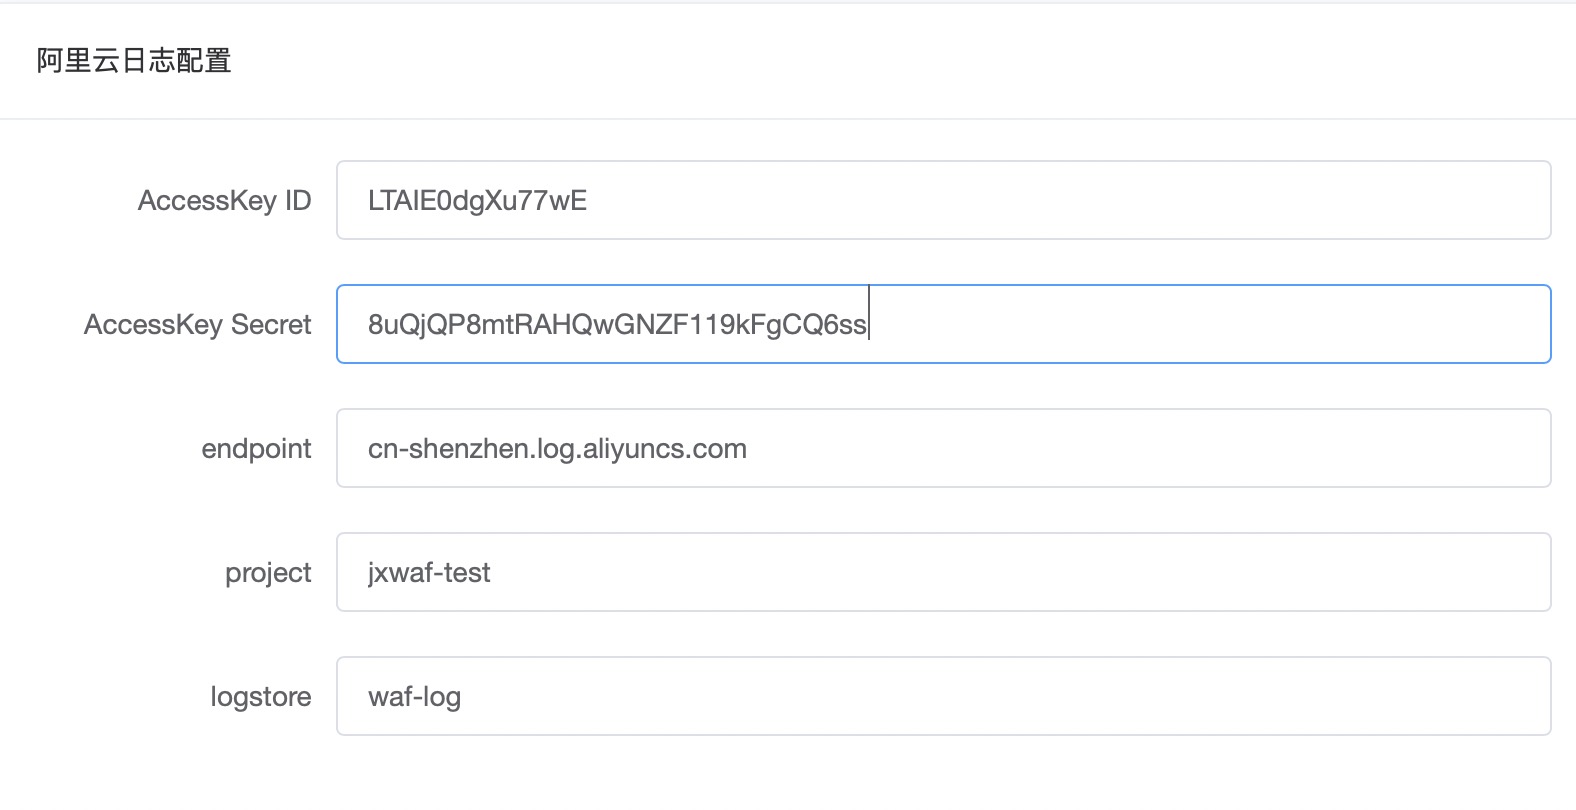 阿里云日志配置
AccessKey ID
LTAIE0dgXu77wE
AccessKey Secret
8uQjQP8mtRAHQwGNZF119kFgCQ6ss
endpoint
cn-shenzhen.log.aliyuncs.com
project
jxwaf-test
logstore
waf-log